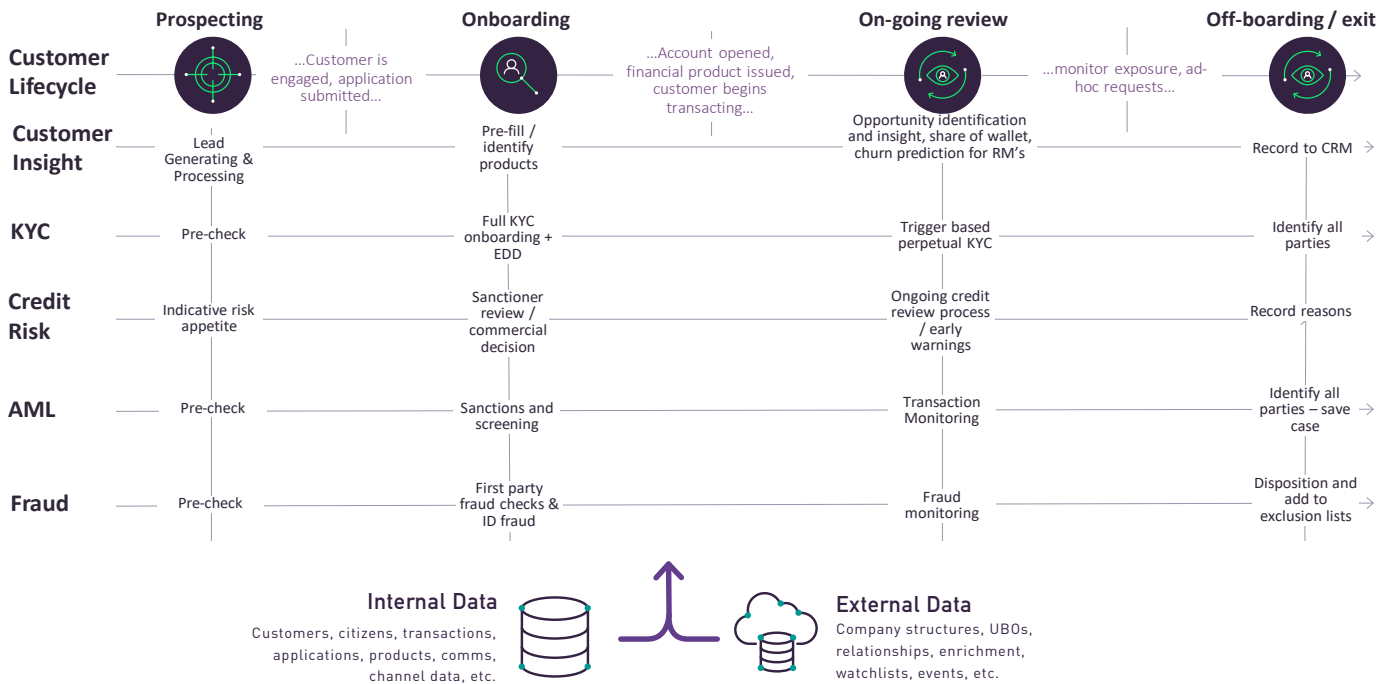 Prospecting
Onboarding
On-going review
Off-boarding / exit
Customer
Lifecycle
...Customer is
engaged, application
submitted...
...Account opened,
financial product issued,
customer begins
transacting...
...monitor exposure, ad-
hoc requests...
Customer
Insight
Lead
Generating &
Processing
Pre-fill /
identify
products
Opportunity identification
and insight, share of wallet,
churn prediction for RM's
Record to CRM
KYC
Pre-check
Full KYC
onboarding +
EDD
Trigger based
perpetual KYC
Identify all
parties
Credit
Risk
Indicative risk
appetite
Sanctioner
review /
commercial
decision
Ongoing credit
review process
/ early
warnings
Record reasons
AML
Pre-check
Sanctions and
screening
Transaction
Monitoring
Identify all
parties – save
case
Fraud
Pre-check
First party
fraud checks &
ID fraud
Fraud
monitoring
Disposition and
add to
exclusion lists
Internal Data
Customers, citizens, transactions,
applications, products, comms,
channel data, etc.
External Data
Company structures, UBOs,
relationships, enrichment,
watchlists, events, etc.